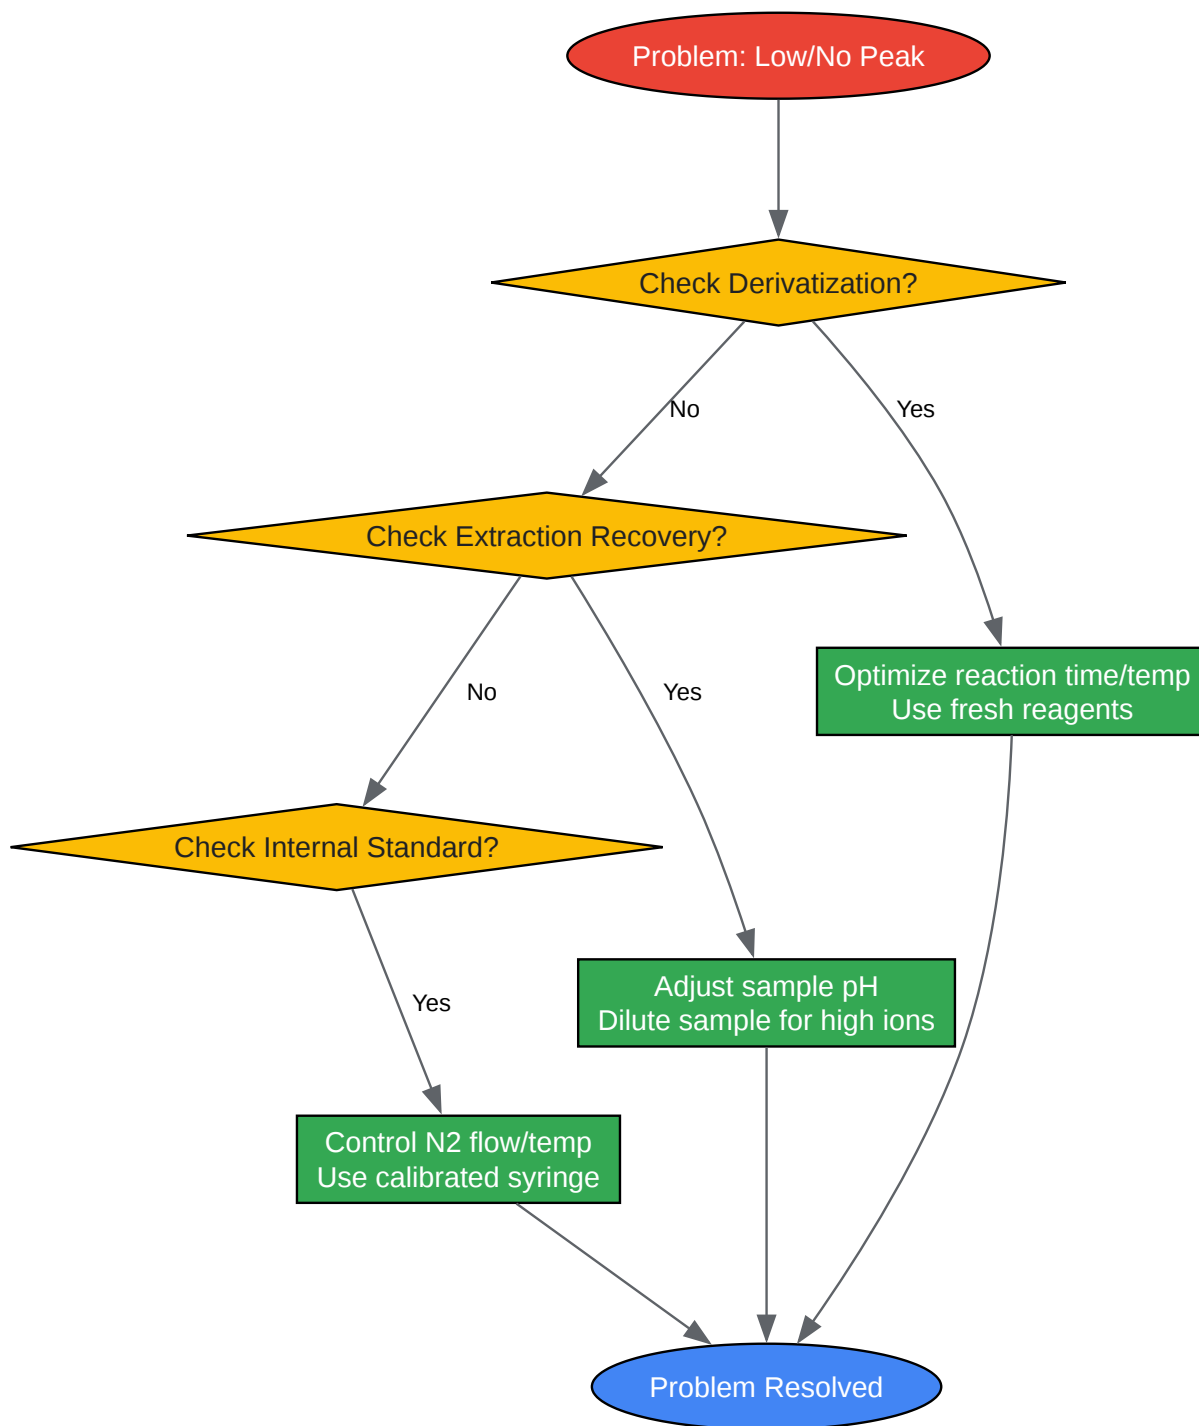 Problem: Low/No Peak
Check Derivatization?
No
Yes
Check Extraction Recovery?
Optimize reaction time/temp
Use fresh reagents
No
Yes
Check Internal Standard?
Adjust sample pH
Dilute sample for high ions
Yes
Control N2 flow/temp
Use calibrated syringe
Problem Resolved